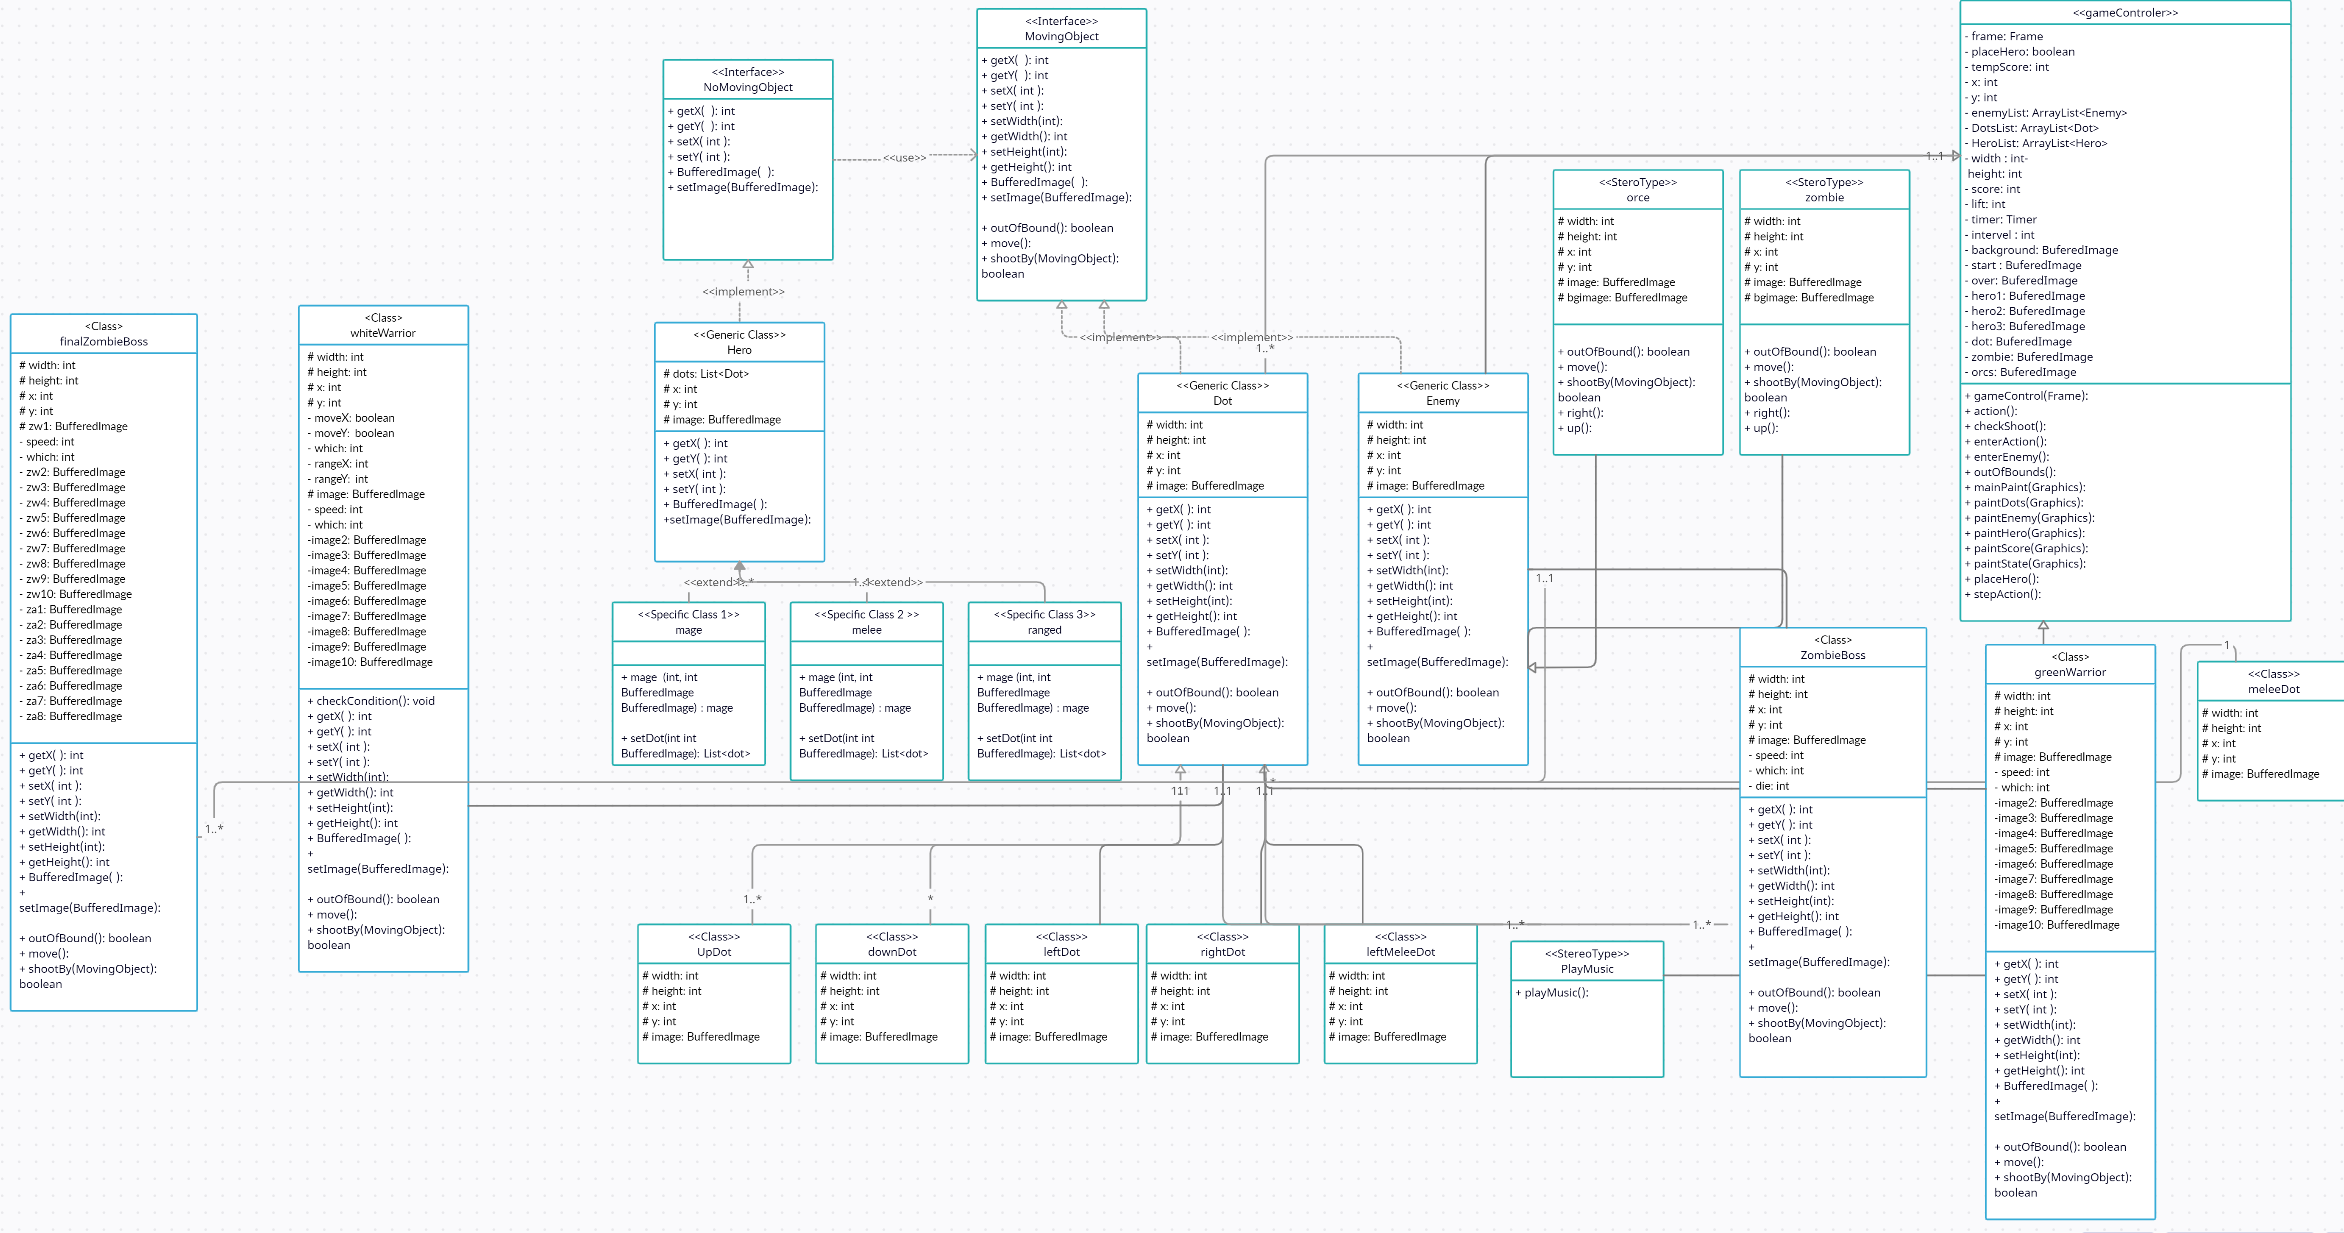 <<Interface>>
MovingObject
+ getX(  ): int
+ getY(  ): int
+ setX( int ):
+ setY( int ):
+ setWidth(int):
+ getWidth(): int
+ setHeight(int):
+ getHeight(): int
+ BufferedImage(  ):
+ setImage(BufferedImage):
+ outOfBound(): boolean
+ move():
+ shootBy(MovingObject):
boolean
<<Interface>>
NoMovingObject
+ getX(  ): int
+ getY(  ): int
+ setX( int ):
+ setY( int ):
+ BufferedImage(  ):
+ setImage(BufferedImage):
<<use>>
<<implement>>
<<implement>>
<<implement>>
1..*
1..1
<<gameControler>>
- frame: Frame
- placeHero: boolean
- tempScore: int
- x: int
- y: int
- enemyList: ArrayList<Enemy>
- DotsList: ArrayList<Dot>
- HeroList: ArrayList<Hero>
- width : int-
height: int
- score: int
- lift: int
- timer: Timer
- intervel : int
- background: BuferedImage
- start : BuferedImage
- over: BuferedImage
- hero1: BuferedImage
- hero2: BuferedImage
- hero3: BuferedImage
- dot: BuferedImage
- zombie: BuferedImage
- orcs: BuferedImage
+ gameControl(Frame):
+ action():
+ checkShoot():
+ enterAction():
+ enterEnemy():
+ outOfBounds():
+ mainPaint(Graphics):
+ paintDots(Graphics):
+ paintEnemy(Graphics):
+ paintHero(Graphics):
+ paintScore(Graphics):
+ paintState(Graphics):
+ placeHero():
+ stepAction():
<<SteroType>>
orce
# width: int
# height: int
# x: int
# y: int
# image: BufferedImage
# bgimage: BufferedImage
+ outOfBound(): boolean
+ move():
+ shootBy(MovingObject):
boolean
+ right():
+ up():
<<SteroType>>
zombie
# width: int
# height: int
# x: int
# y: int
# image: BufferedImage
# bgimage: BufferedImage
+ outOfBound(): boolean
+ move():
+ shootBy(MovingObject):
boolean
+ right():
+ up():
<Class>
finalZombieBoss
# width: int
# height: int
# x: int
# y: int
# zw1: BufferedImage
- speed: int
- which: int
- zw2: BufferedImage
- zw3: BufferedImage
- zw4: BufferedImage
- zw5: BufferedImage
- zw6: BufferedImage
- zw7: BufferedImage
- zw8: BufferedImage
- zw9: BufferedImage
- zw10: BufferedImage
- za1: BufferedImage
- za2: BufferedImage
- za3: BufferedImage
- za4: BufferedImage
- za5: BufferedImage
- za6: BufferedImage
- za7: BufferedImage
- za8: BufferedImage
+ getX( ): int
+ getY( ): int
+ setX( int ):
+ setY( int ):
+ setWidth(int):
+ getWidth(): int
+ setHeight(int):
+ getHeight(): int
+ BufferedImage( ):
+
setImage(BufferedImage):
+ outOfBound(): boolean
+ move():
+ shootBy(MovingObject):
boolean
1..*
<Class>
whiteWarrior
# width: int
# height: int
# x: int
# y: int
- moveX: boolean
- moveY:  boolean
- which: int
- rangeX:  int
- rangeY:  int
# image: BufferedImage
- speed: int
- which: int
-image2: BufferedImage
-image3: BufferedImage
-image4: BufferedImage
-image5: BufferedImage
-image6: BufferedImage
-image7: BufferedImage
-image8: BufferedImage
-image9: BufferedImage
-image10: BufferedImage
+ checkCondition(): void
+ getX( ): int
+ getY( ): int
+ setX( int ):
+ setY( int ):
+ setWidth(int):
+ getWidth(): int
+ setHeight(int):
+ getHeight(): int
+ BufferedImage( ):
+
setImage(BufferedImage):
+ outOfBound(): boolean
+ move():
+ shootBy(MovingObject):
boolean
<<Generic Class>>
Hero
# dots: List<Dot>
# x: int
# y: int
# image: BufferedImage
+ getX( ): int
+ getY( ): int
+ setX( int ):
+ setY( int ):
+ BufferedImage( ):
+setImage(BufferedImage):
<<extend>>
<<extend>>
<<Specific Class 1>>
mage
+ mage  (int, int
BufferedImage
BufferedImage) : mage
+ setDot(int int
BufferedImage): List<dot>
<<Specific Class 2 >>
melee
+ mage (int, int
BufferedImage
BufferedImage) : mage
+ setDot(int int
BufferedImage): List<dot>
<<Specific Class 3>>
ranged
+ mage (int, int
BufferedImage
BufferedImage) : mage
+ setDot(int int
BufferedImage): List<dot>
<<Generic Class>>
Dot
# width: int
# height: int
# x: int
# y: int
# image: BufferedImage
+ getX( ): int
+ getY( ): int
+ setX( int ):
+ setY( int ):
+ setWidth(int):
+ getWidth(): int
+ setHeight(int):
+ getHeight(): int
+ BufferedImage( ):
+
setImage(BufferedImage):
+ outOfBound(): boolean
+ move():
+ shootBy(MovingObject):
boolean
<<Generic Class>>
Enemy
# width: int
# height: int
# x: int
# y: int
# image: BufferedImage
+ getX( ): int
+ getY( ): int
+ setX( int ):
+ setY( int ):
+ setWidth(int):
+ getWidth(): int
+ setHeight(int):
+ getHeight(): int
+ BufferedImage( ):
+
setImage(BufferedImage):
+ outOfBound(): boolean
+ move():
+ shootBy(MovingObject):
boolean
1..1
111
1..1
1..1
1..*
*
1..*
1..*
<<Class>>
UpDot
# width: int
# height: int
# x: int
# y: int
# image: BufferedImage
<<Class>>
downDot
# width: int
# height: int
# x: int
# y: int
# image: BufferedImage
<<Class>>
leftDot
# width: int
# height: int
# x: int
# y: int
# image: BufferedImage
<<Class>>
rightDot
# width: int
# height: int
# x: int
# y: int
# image: BufferedImage
<<Class>>
leftMeleeDot
# width: int
# height: int
# x: int
# y: int
# image: BufferedImage
<<StereoType>>
PlayMusic
+ playMusic():
<Class>
ZombieBoss
# width: int
# height: int
# x: int
# y: int
# image: BufferedImage
- speed: int
- which: int
- die: int
+ getX( ): int
+ getY( ): int
+ setX( int ):
+ setY( int ):
+ setWidth(int):
+ getWidth(): int
+ setHeight(int):
+ getHeight(): int
+ BufferedImage( ):
+
setImage(BufferedImage):
+ outOfBound(): boolean
+ move():
+ shootBy(MovingObject):
boolean
<Class>
greenWarrior
# width: int
# height: int
# x: int
# y: int
# image: BufferedImage
- speed: int
- which: int
-image2: BufferedImage
-image3: BufferedImage
-image4: BufferedImage
-image5: BufferedImage
-image6: BufferedImage
-image7: BufferedImage
-image8: BufferedImage
-image9: BufferedImage
-image10: BufferedImage
+ getX( ): int
+ getY( ): int
+ setX( int ):
+ setY( int ):
+ setWidth(int):
+ getWidth(): int
+ setHeight(int):
+ getHeight(): int
+ BufferedImage( ):
+
setImage(BufferedImage):
+ outOfBound(): boolean
+ move():
+ shootBy(MovingObject):
boolean
1
<<Class>>
meleeDot
# width: int
# height: int
# x: int
# y: int
# image: BufferedImage